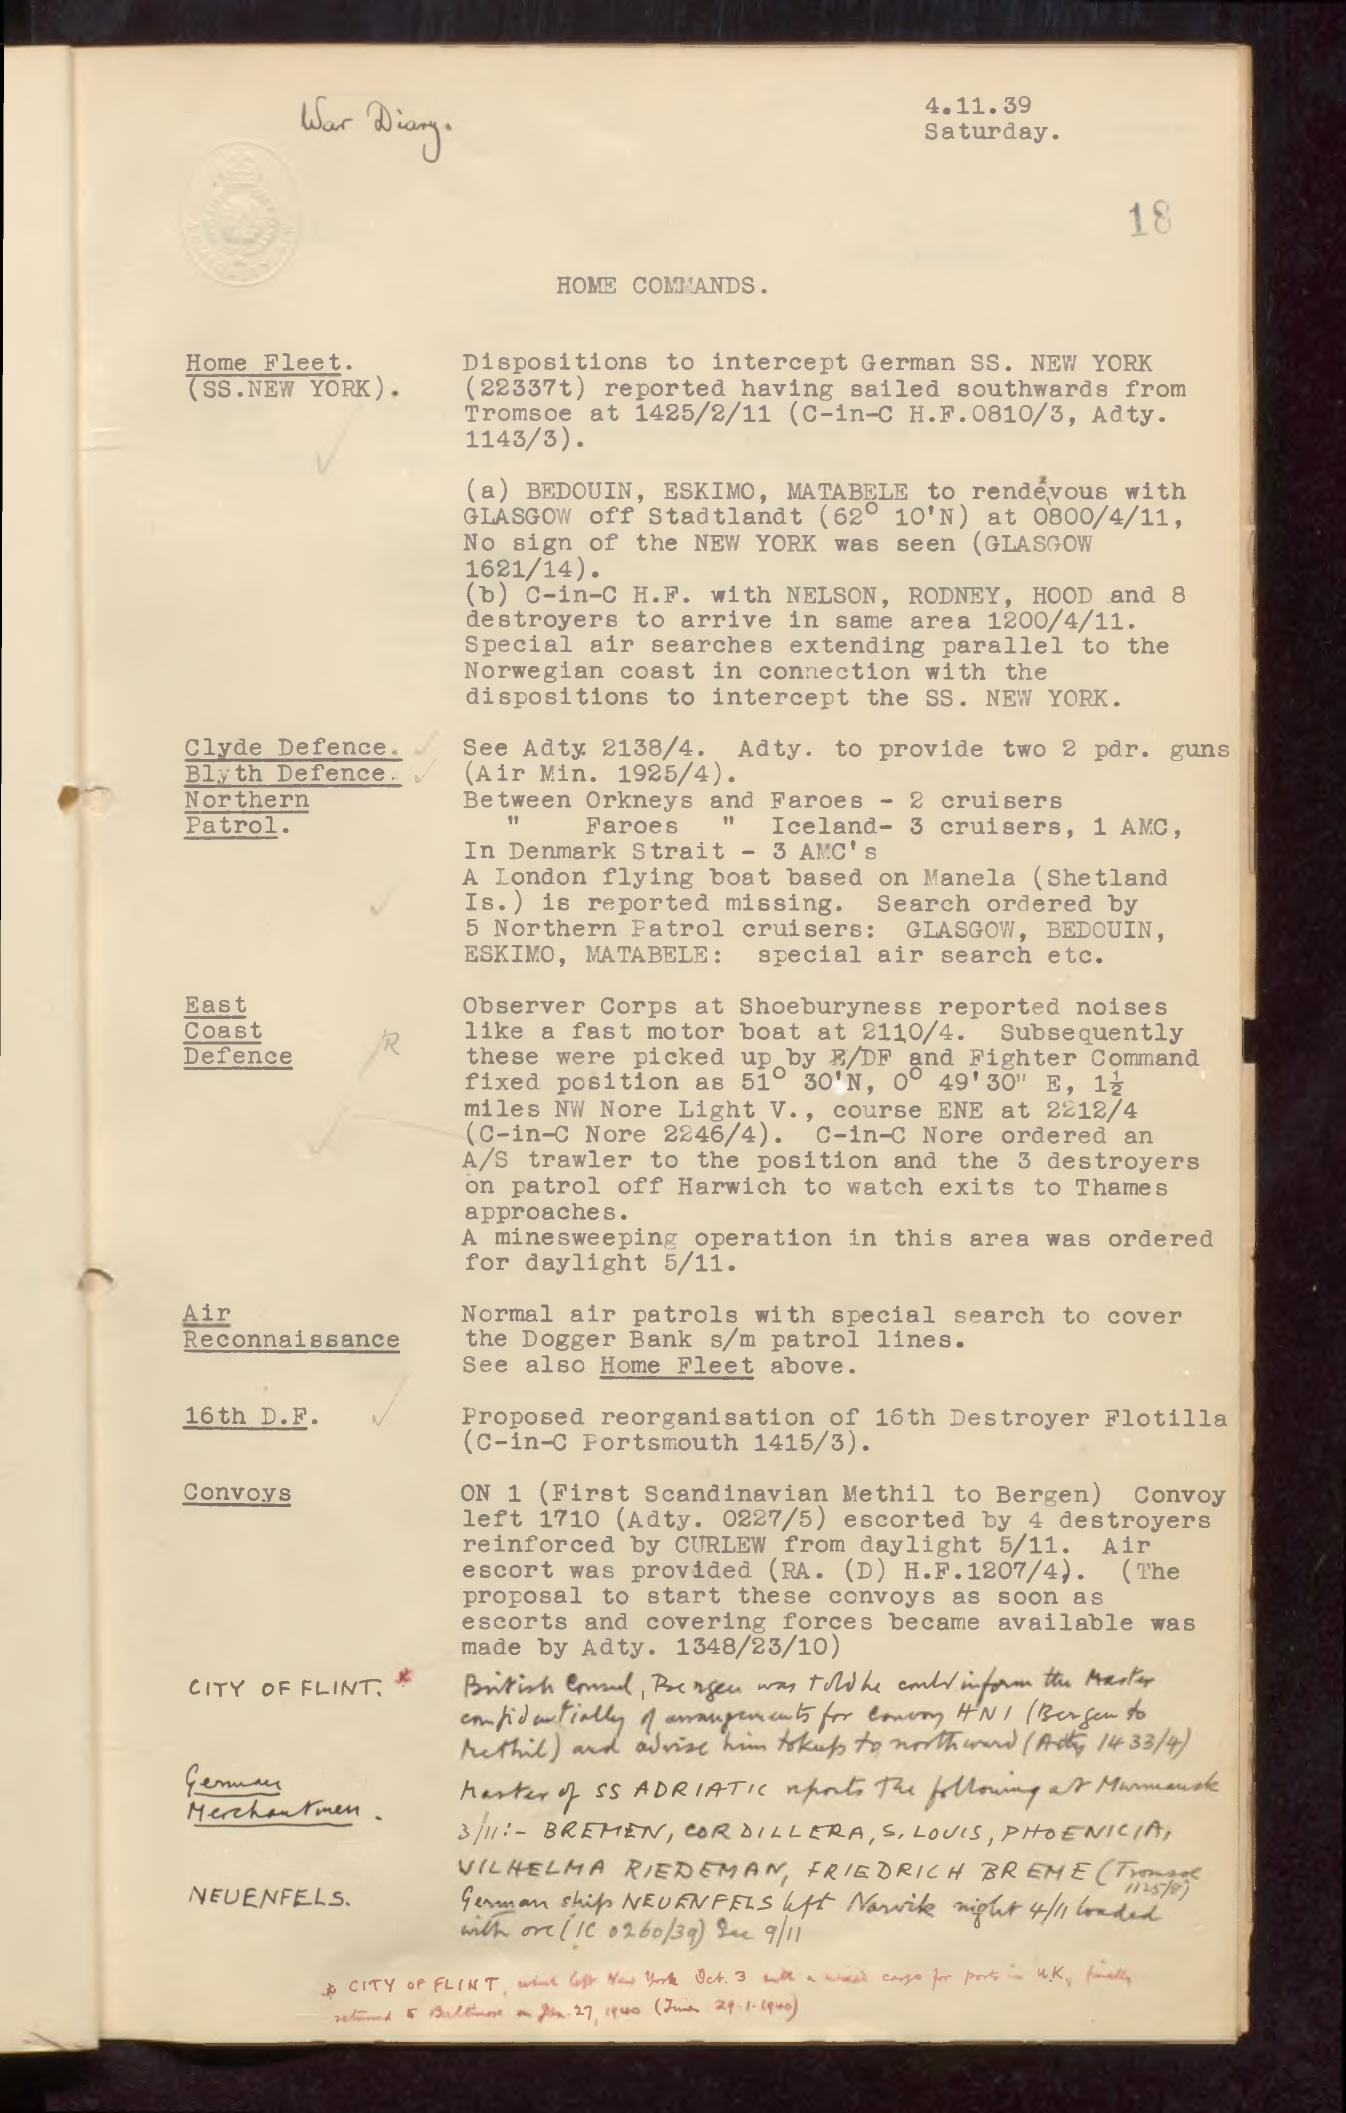 War Diary.
4.11.39
Saturday.
18
HOME COMMANDS.
Home Fleet.
(SS.NEW YORK).
Dispositions to intercept German SS. NEW YORK
(22337t) reported having sailed southwards from
Tromsoe at 1425/2/11 (C-in-C H.F.0810/3, Adty.
1143/3).
(a) BEDOUIN, ESKIMO, MATABELE to rendezvous with
GLASGOW off Stadtlandt (62° 10'N) at 0800/4/11,
No sign of the NEW YORK was seen (GLASGOW
1621/14).
(b) C-in-C H.F. with NELSON, RODNEY, HOOD and 8
destroyers to arrive in same area 1200/4/11.
Special air searches extending parallel to the
Norwegian coast in connection with the
dispositions to intercept the SS. NEW YORK.
Clyde Defence. See Adty. 2138/4. Adty. to provide two 2 pdr. guns
Blyth Defence. (Air Min. 1925/4).
Northern Between Orkneys and Faroes - 2 cruisers
Patrol. " Faroes " Iceland- 3 cruisers, 1 AMC,
In Denmark Strait - 3 AMC's
A London flying boat based on Manela (Shetland
Is.) is reported missing. Search ordered by
5 Northern Patrol cruisers: GLASGOW, BEDOUIN,
ESKIMO, MATABELE: special air search etc.
East Observer Corps at Shoeburyness reported noises
Coast like a fast motor boat at 2110/4. Subsequently
Defence R these were picked up by R/DF and Fighter Command
fixed position as 51° 30'N, 0° 49'30" E, 1½
miles NW Nore Light V., course ENE at 2212/4
(C-in-C Nore 2246/4). C-in-C Nore ordered an
A/S trawler to the position and the 3 destroyers
on patrol off Harwich to watch exits to Thames
approaches.
A minesweeping operation in this area was ordered
for daylight 5/11.
Air Normal air patrols with special search to cover
Reconnaissance the Dogger Bank s/m patrol lines.
See also Home Fleet above.
16th D.F. Proposed reorganisation of 16th Destroyer Flotilla
(C-in-C Portsmouth 1415/3).
Convoys ON 1 (First Scandinavian Methil to Bergen) Convoy
left 1710 (Adty. 0227/5) escorted by 4 destroyers
reinforced by CURLEW from daylight 5/11. Air
escort was provided (RA. (D) H.F.1207/4). (The
proposal to start these convoys as soon as
escorts and covering forces became available was
made by Adty. 1348/23/10)
CITY OF FLINT. * British Consul, Bergen was told he could inform the Master
confidentially of arrangements for convoy HN1 (Bergen to
Methil) and advise him to keep to northward (Adty 1433/4)
German Master of SS ADRIATIC reports the following at Murmansk
Merchantmen. 3/11:- BREMEN, CORDILLERA, S. LOUIS, PHOENICIA,
VILHELMA RIEDEMAN, FRIEDRICH BREME (Tromsoe
1125/8)
NEUENFELS. German ship NEUENFELS left Narvik night 4/11 loaded
with ore (IC 0260/39) See 9/11
* CITY OF FLINT, which left New York Oct. 3 with a mixed cargo for ports in U.K., finally
returned to Baltimore on Jan. 27, 1940 (Times 29.1.1940)